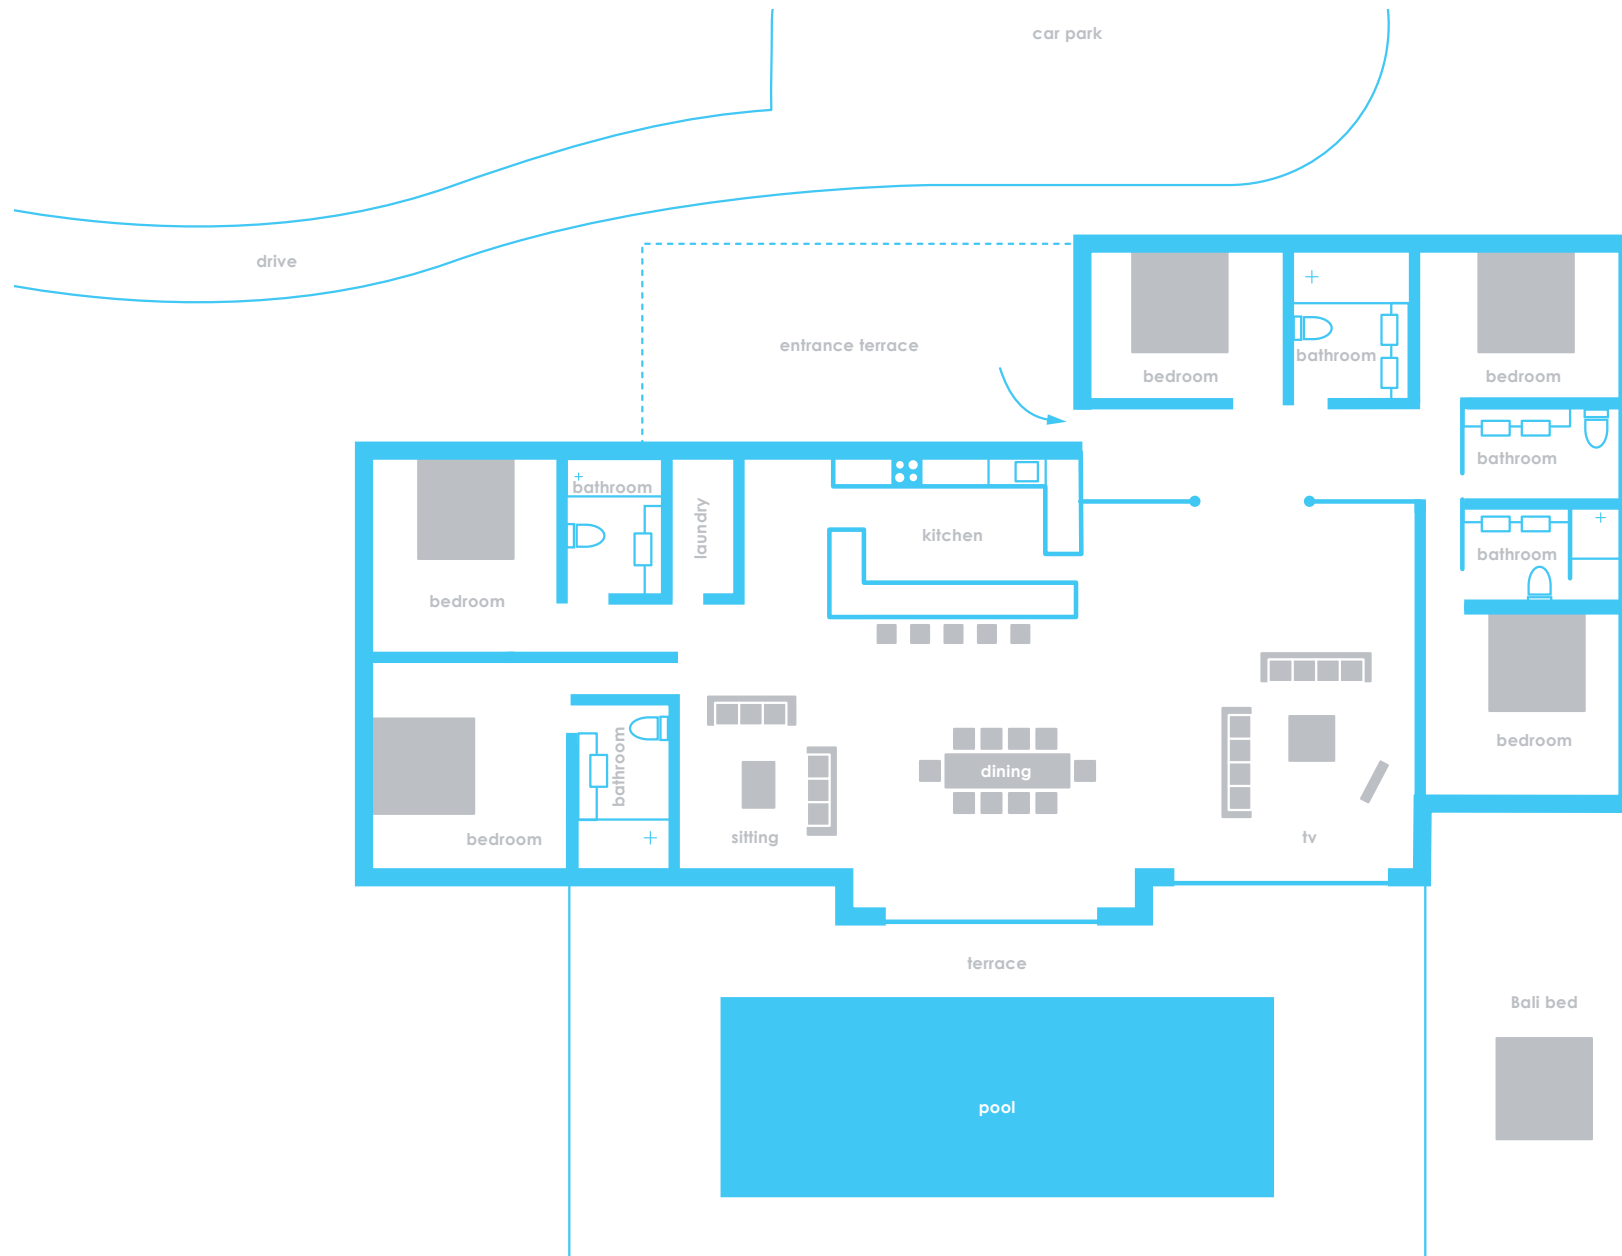 car park
drive
entrance terrace
bedroom
bathroom
bedroom
bathroom
bathroom
laundry
kitchen
bathroom
bedroom
bedroom
bathroom
dining
bedroom
sitting
tv
terrace
Bali bed
pool